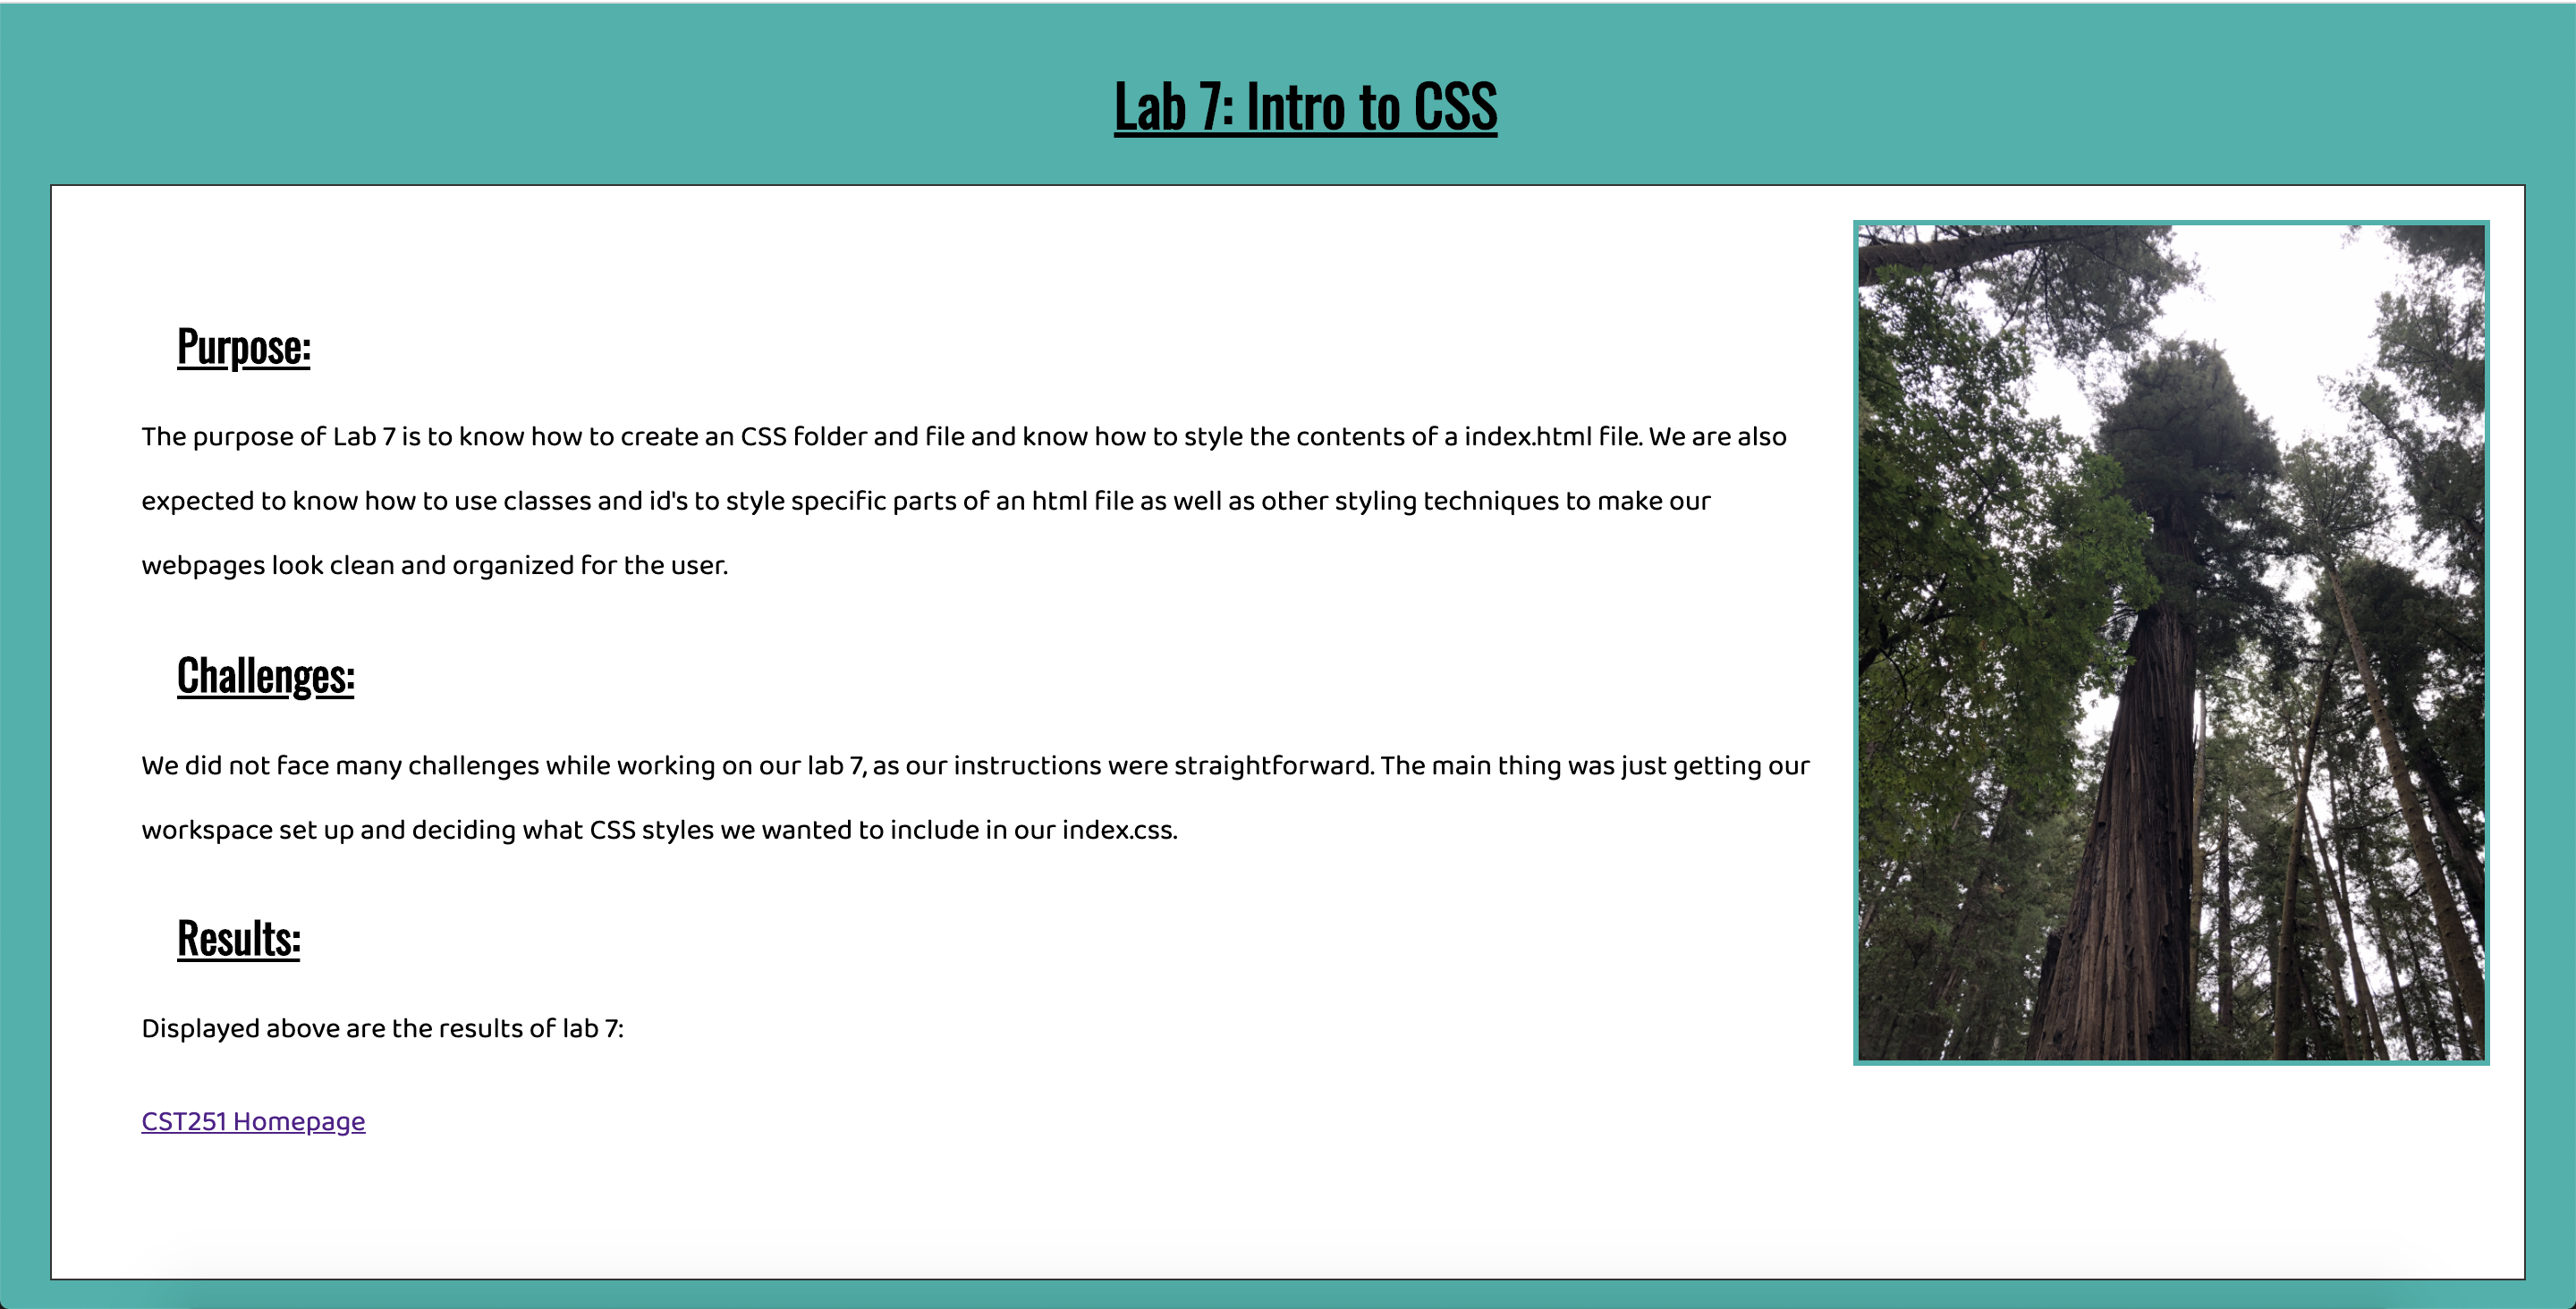 Lab 7: Intro to CSS
Purpose:
The purpose of Lab 7 is to know how to create an CSS folder and file and know how to style the contents of a index.html file. We are also
expected to know how to use classes and id's to style specific parts of an html file as well as other styling techniques to make our
webpages look clean and organized for the user.
Challenges:
We did not face many challenges while working on our lab 7, as our instructions were straightforward. The main thing was just getting our
workspace set up and deciding what CSS styles we wanted to include in our index.css.
Results:
Displayed above are the results of lab 7:
CST251 Homepage